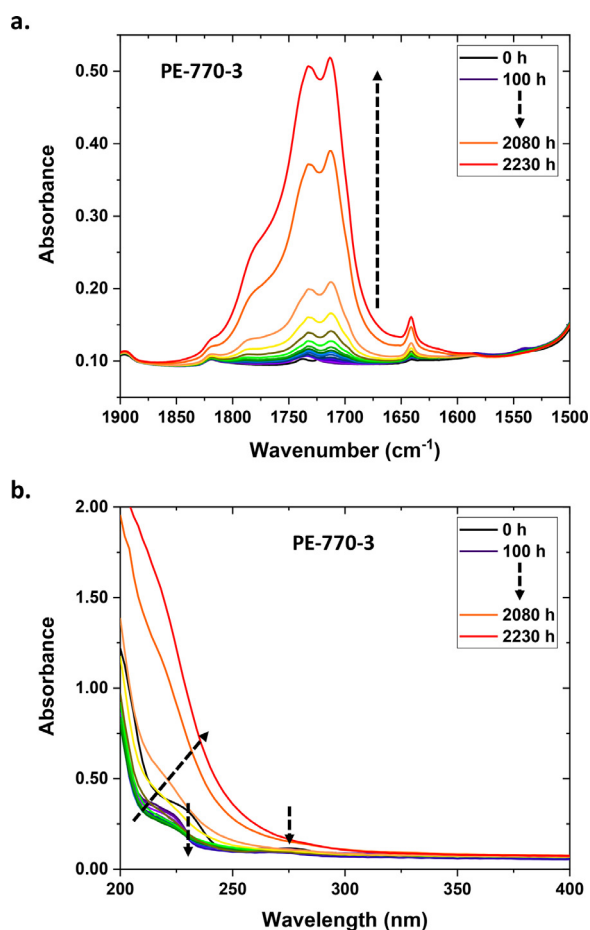 a.
PE-770-3
0 h
100 h
2080 h
2230 h
0.50
0.40
0.30
0.20
0.10
Absorbance
1900 1850 1800 1750 1700 1650 1600 1550 1500
Wavenumber (cm⁻¹)
b.
PE-770-3
0 h
100 h
2080 h
2230 h
2.00
1.50
1.00
0.50
0.00
Absorbance
200 250 300 350 400
Wavelength (nm)